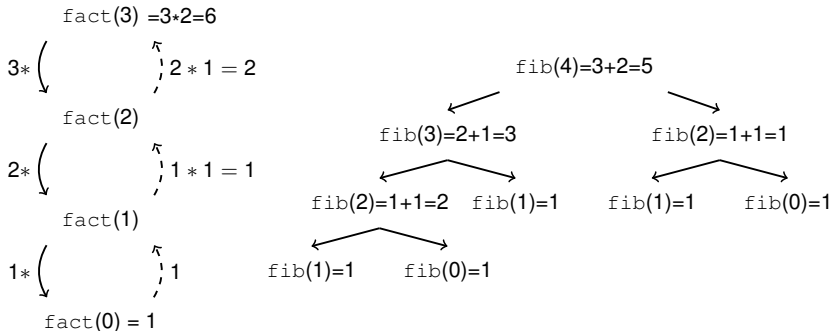 fact(3) =3*2=6
3*
2 * 1 = 2
fact(2)
2*
1 * 1 = 1
fact(1)
1*
1
fact(0) = 1
fib(4)=3+2=5
fib(3)=2+1=3
fib(2)=1+1=1
fib(2)=1+1=2
fib(1)=1
fib(1)=1
fib(0)=1
fib(1)=1
fib(0)=1